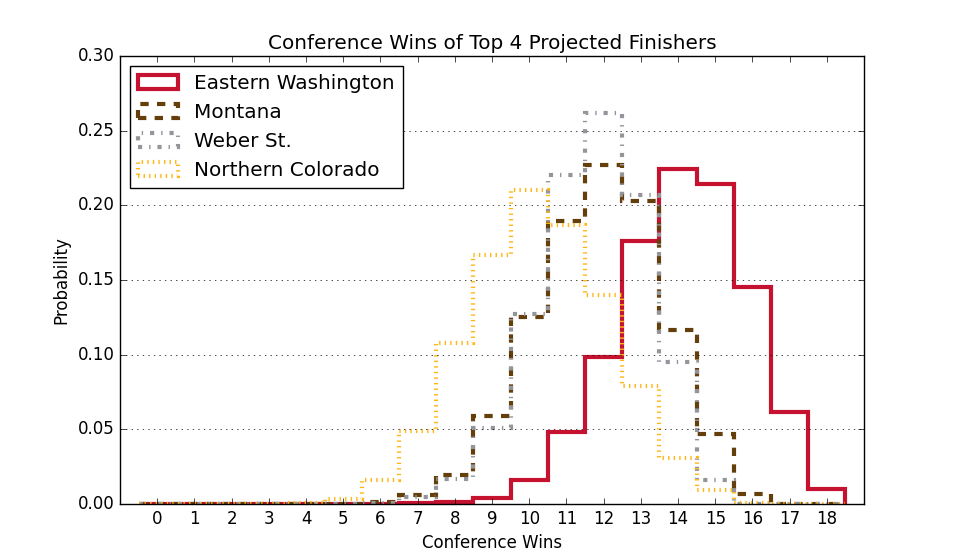 Conference Wins of Top 4 Projected Finishers
0.30
0.25
0.20
0.15
0.10
0.05
0.00
Probability
Eastern Washington
Montana
Weber St.
Northern Colorado
0 1 2 3 4 5 6 7 8 9 10 11 12 13 14 15 16 17 18
Conference Wins